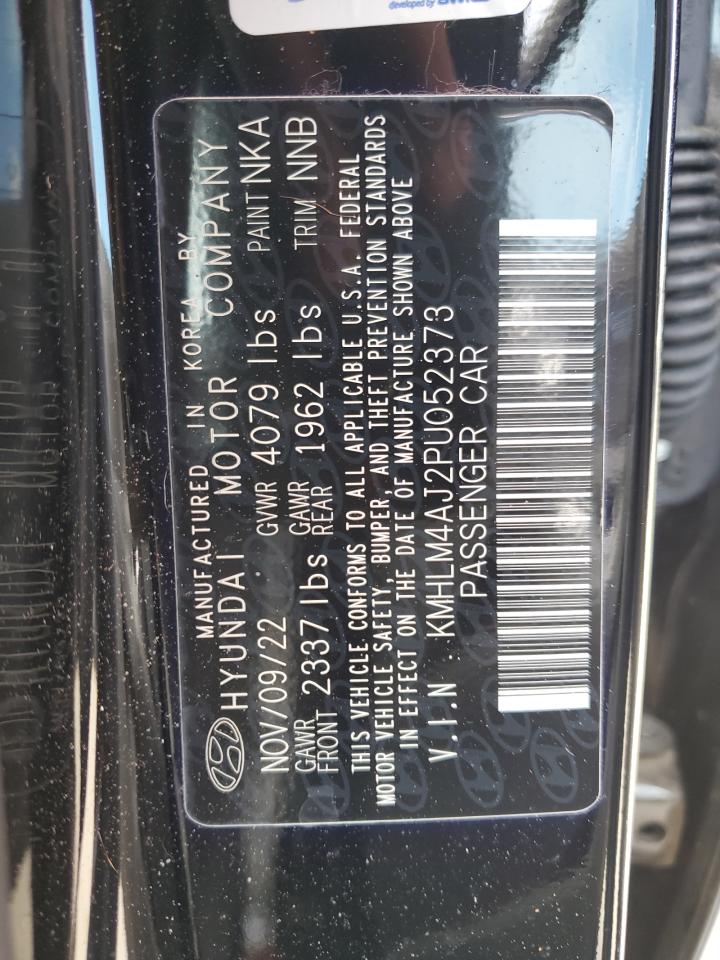 developed by
MANUFACTURED IN KOREA BY
HYUNDAI MOTOR COMPANY
NOV/09/22 GVWR 4079 lbs PAINT NKA
GAWR FRONT 2337 lbs GAWR REAR 1962 lbs TRIM NNB
THIS VEHICLE CONFORMS TO ALL APPLICABLE U.S.A. FEDERAL
MOTOR VEHICLE SAFETY, BUMPER, AND THEFT PREVENTION STANDARDS
IN EFFECT ON THE DATE OF MANUFACTURE SHOWN ABOVE
V.I.N : KMHLM4AJ2PU052373
PASSENGER CAR